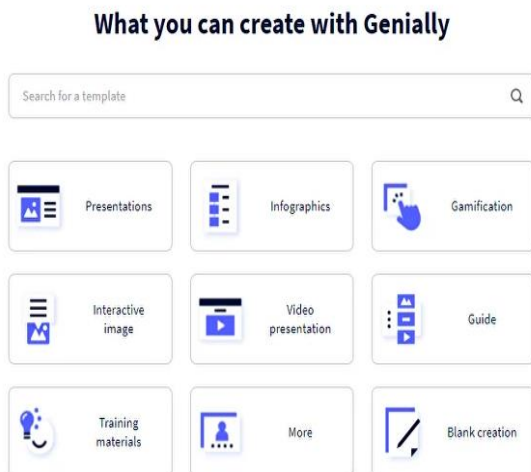 What you can create with Genially
Search for a template
Presentations
Infographics
Gamification
Interactive
image
Video
presentation
Guide
Training
materials
More
Blank creation